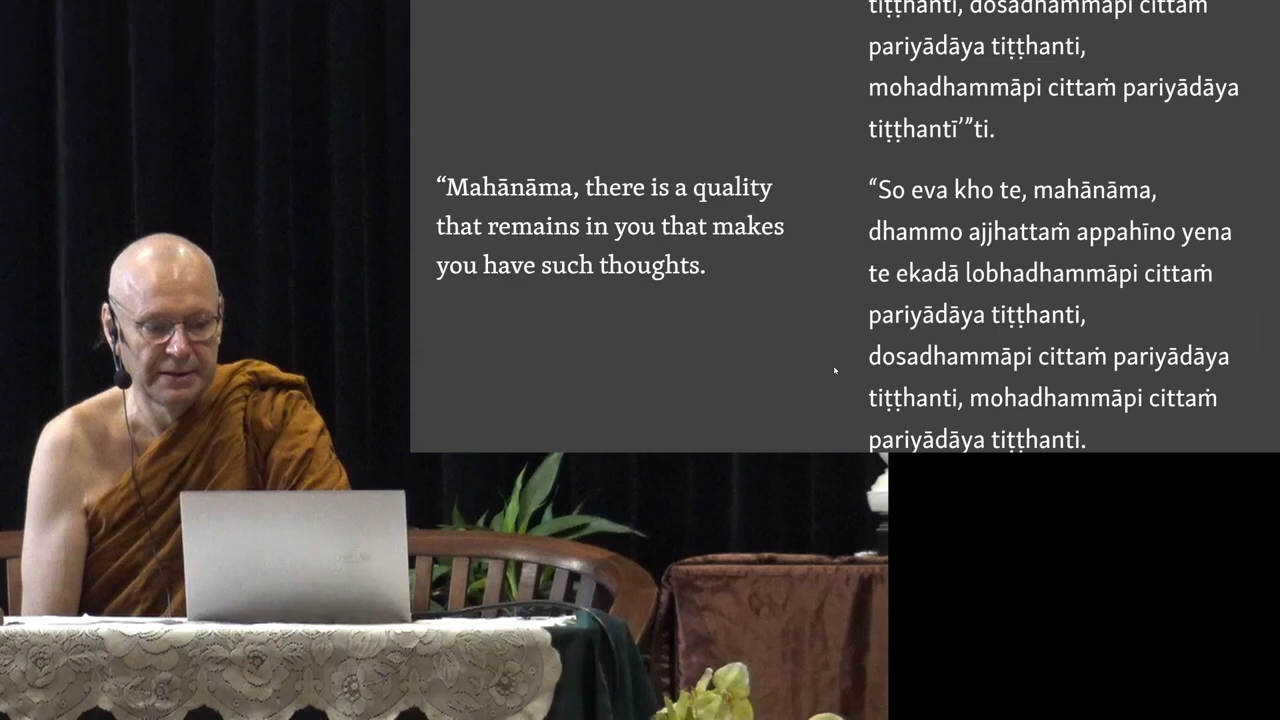 tiṭṭhanti, dosadhammāpi cittaṁ
pariyādāya tiṭṭhanti,
mohadhammāpi cittaṁ pariyādāya
tiṭṭhantī’”ti.
“Mahānāma, there is a quality
that remains in you that makes
you have such thoughts.
“So eva kho te, mahānāma,
dhammo ajjhattaṁ appahīno yena
te ekadā lobhadhammāpi cittaṁ
pariyādāya tiṭṭhanti,
dosadhammāpi cittaṁ pariyādāya
tiṭṭhanti, mohadhammāpi cittaṁ
pariyādāya tiṭṭhanti.